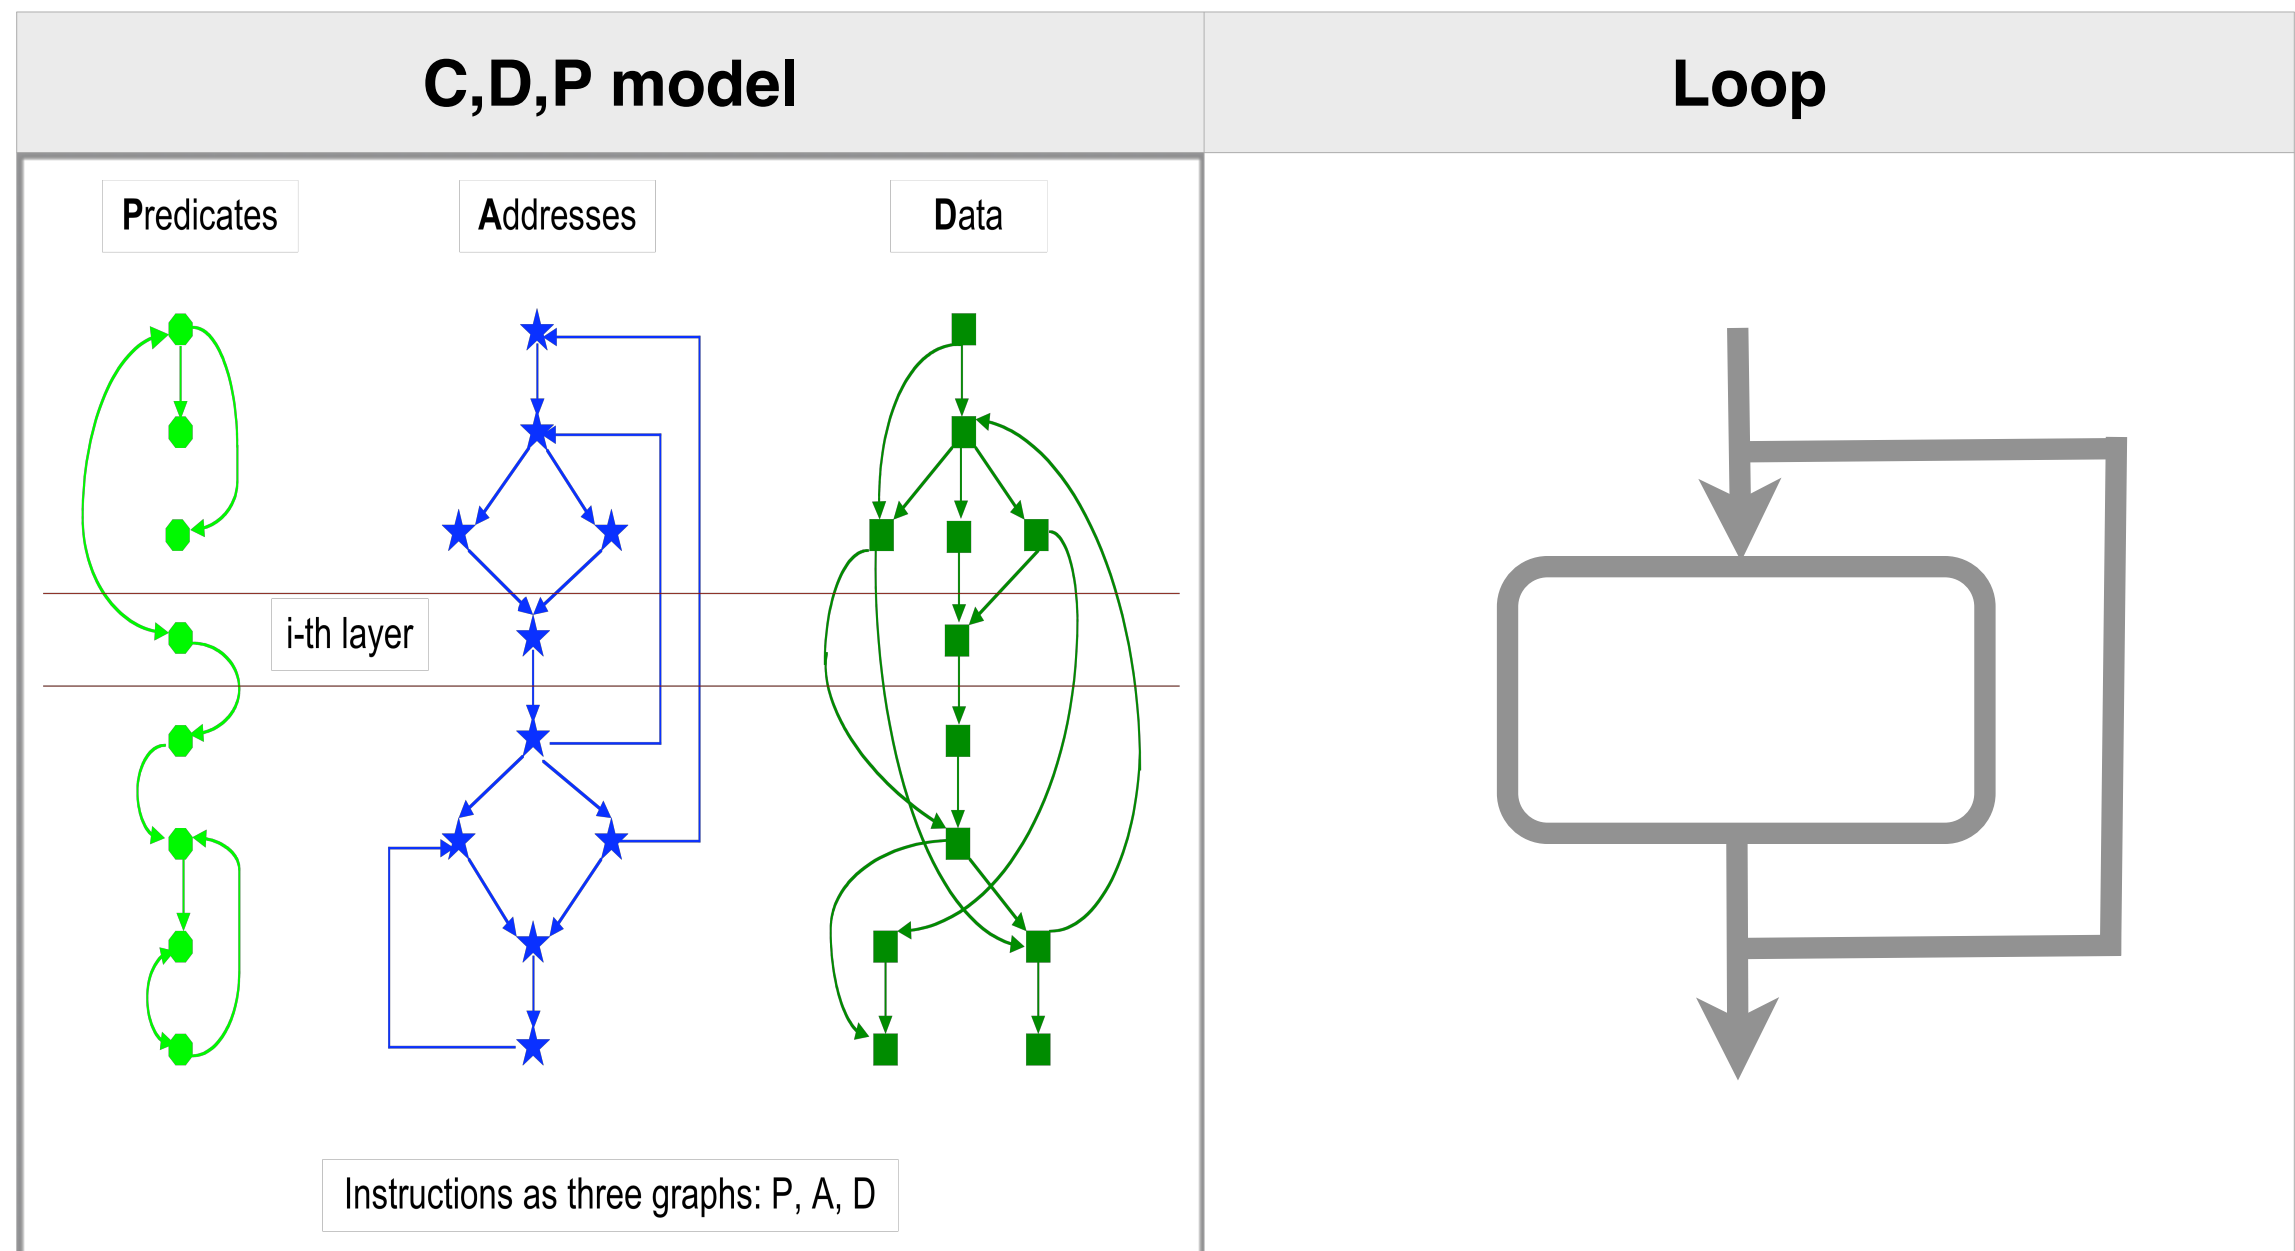 C,D,P model
Loop
Predicates
Addresses
Data
i-th layer
Instructions as three graphs: P, A, D